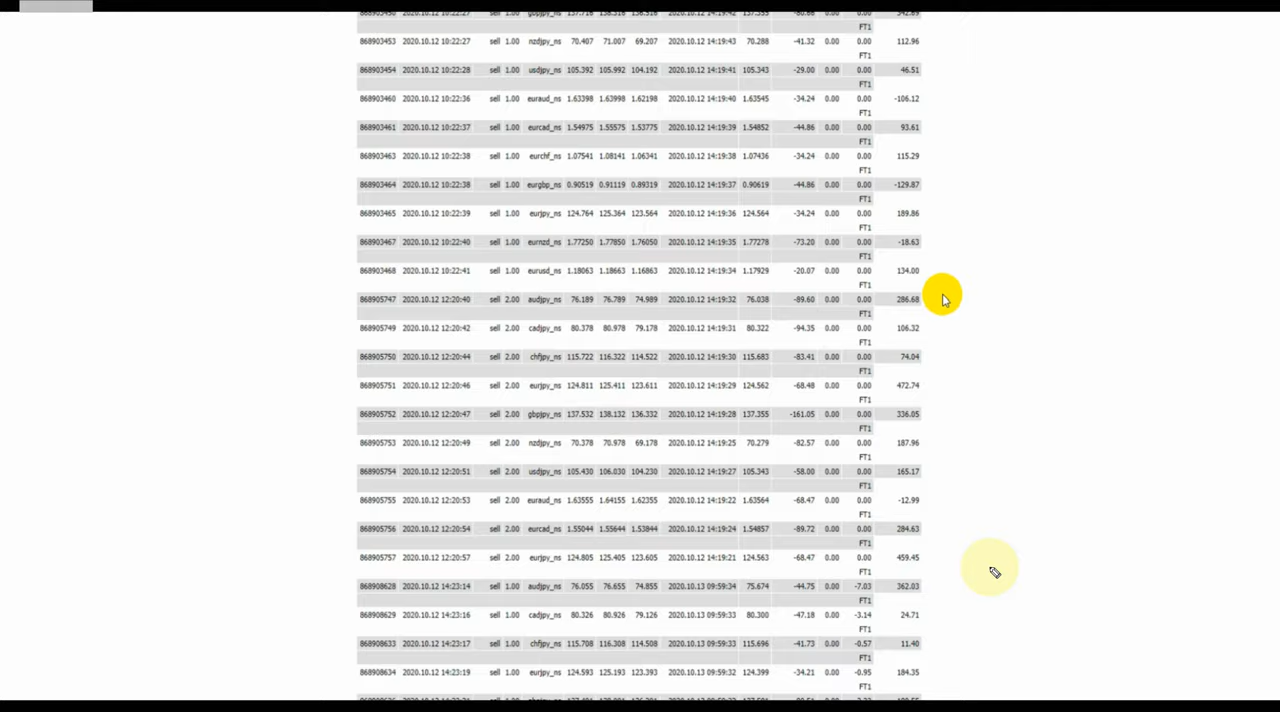 868903450 2020.10.12 10:22:27 sell 1.00 gbpjpy_ns 137.716 138.316 136.516 137.355 -80.68 0.00 0.00 342.69
FT1
868903453 2020.10.12 10:22:27 sell 1.00 nzdjpy_ns 70.407 71.007 69.207 2020.10.12 14:19:43 70.288 -41.32 0.00 0.00 112.96
FT1
868903454 2020.10.12 10:22:28 sell 1.00 usdjpy_ns 105.392 105.992 104.192 2020.10.12 14:19:41 105.343 -29.00 0.00 0.00 46.51
FT1
868903460 2020.10.12 10:22:36 sell 1.00 euraud_ns 1.63398 1.63998 1.62198 2020.10.12 14:19:40 1.63545 -34.24 0.00 0.00 -106.12
FT1
868903461 2020.10.12 10:22:37 sell 1.00 eurcad_ns 1.54975 1.55575 1.53775 2020.10.12 14:19:39 1.54852 -44.86 0.00 0.00 93.61
FT1
868903463 2020.10.12 10:22:38 sell 1.00 eurchf_ns 1.07541 1.08141 1.06341 2020.10.12 14:19:38 1.07436 -34.24 0.00 0.00 115.29
FT1
868903464 2020.10.12 10:22:38 sell 1.00 eurgbp_ns 0.90519 0.91119 0.89319 2020.10.12 14:19:37 0.90619 -44.86 0.00 0.00 -129.87
FT1
868903465 2020.10.12 10:22:39 sell 1.00 eurjpy_ns 124.764 125.364 123.564 2020.10.12 14:19:36 124.564 -34.24 0.00 0.00 189.86
FT1
868903467 2020.10.12 10:22:40 sell 1.00 eurnzd_ns 1.77250 1.77850 1.76050 2020.10.12 14:19:35 1.77278 -73.20 0.00 0.00 -18.63
FT1
868903468 2020.10.12 10:22:41 sell 1.00 eurusd_ns 1.18063 1.18663 1.16863 2020.10.12 14:19:34 1.17929 -20.07 0.00 0.00 134.00
FT1
868905747 2020.10.12 12:20:40 sell 2.00 audjpy_ns 76.189 76.789 74.989 2020.10.12 14:19:32 76.038 -89.60 0.00 0.00 286.68
FT1
868905749 2020.10.12 12:20:42 sell 2.00 cadjpy_ns 80.378 80.978 79.178 2020.10.12 14:19:31 80.322 -94.35 0.00 0.00 106.32
FT1
868905750 2020.10.12 12:20:44 sell 2.00 chfjpy_ns 115.722 116.322 114.522 2020.10.12 14:19:30 115.683 -83.41 0.00 0.00 74.04
FT1
868905751 2020.10.12 12:20:46 sell 2.00 eurjpy_ns 124.811 125.411 123.611 2020.10.12 14:19:29 124.562 -68.48 0.00 0.00 472.74
FT1
868905752 2020.10.12 12:20:47 sell 2.00 gbpjpy_ns 137.532 138.132 136.332 2020.10.12 14:19:28 137.355 -161.05 0.00 0.00 336.05
FT1
868905753 2020.10.12 12:20:49 sell 2.00 nzdjpy_ns 70.378 70.978 69.178 2020.10.12 14:19:25 70.279 -82.57 0.00 0.00 187.96
FT1
868905754 2020.10.12 12:20:51 sell 2.00 usdjpy_ns 105.430 106.030 104.230 2020.10.12 14:19:27 105.343 -58.00 0.00 0.00 165.17
FT1
868905755 2020.10.12 12:20:53 sell 2.00 euraud_ns 1.63555 1.64155 1.62355 2020.10.12 14:19:22 1.63564 -68.47 0.00 0.00 -12.99
FT1
868905756 2020.10.12 12:20:54 sell 2.00 eurcad_ns 1.55044 1.55644 1.53844 2020.10.12 14:19:24 1.54857 -89.72 0.00 0.00 284.63
FT1
868905757 2020.10.12 12:20:57 sell 2.00 eurjpy_ns 124.805 125.405 123.605 2020.10.12 14:19:21 124.563 -68.47 0.00 0.00 459.45
FT1
868908628 2020.10.12 14:23:14 sell 1.00 audjpy_ns 76.055 76.655 74.855 2020.10.13 09:59:34 75.674 -44.75 0.00 -7.03 362.03
FT1
868908629 2020.10.12 14:23:16 sell 1.00 cadjpy_ns 80.326 80.926 79.126 2020.10.13 09:59:33 80.300 -47.18 0.00 -3.14 24.71
FT1
868908633 2020.10.12 14:23:17 sell 1.00 chfjpy_ns 115.708 116.308 114.508 2020.10.13 09:59:33 115.696 -41.73 0.00 -0.57 11.40
FT1
868908634 2020.10.12 14:23:19 sell 1.00 eurjpy_ns 124.593 125.193 123.393 2020.10.13 09:59:32 124.399 -34.21 0.00 -0.95 184.35
FT1